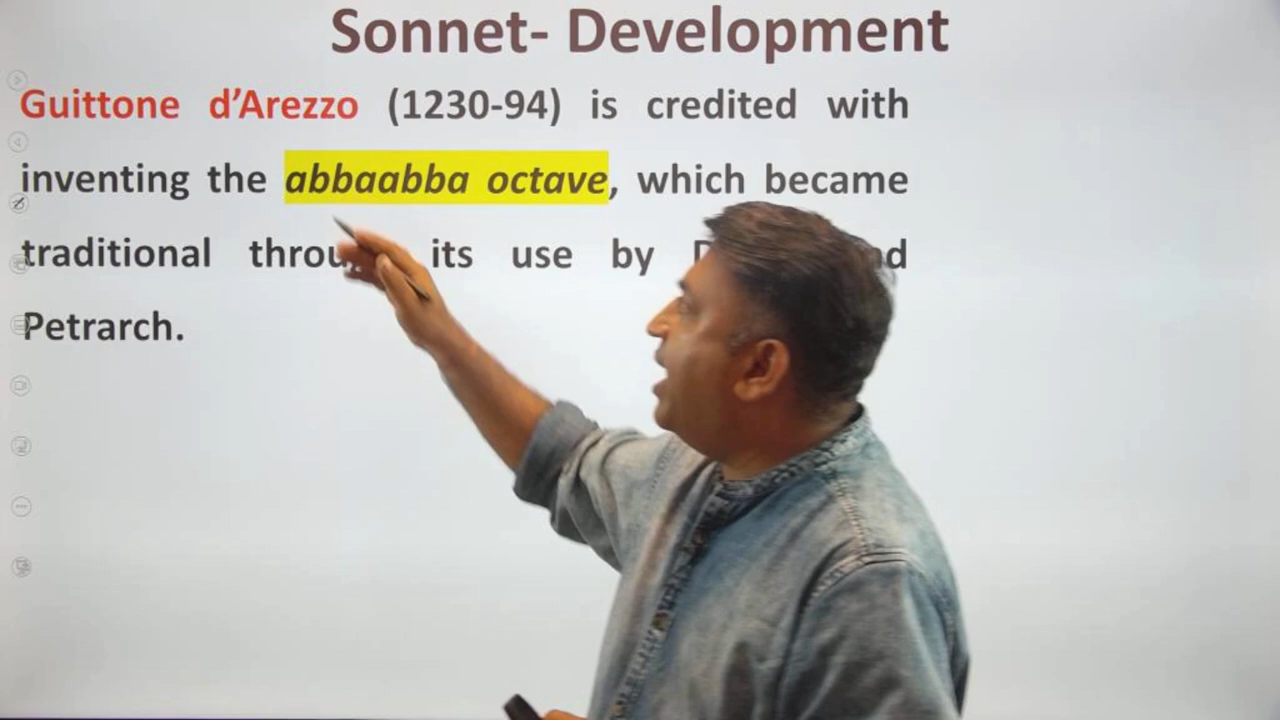 Sonnet- Development
Guittone d’Arezzo (1230-94) is credited with
inventing the abbaabba octave, which became
traditional its use by
Petrarch.